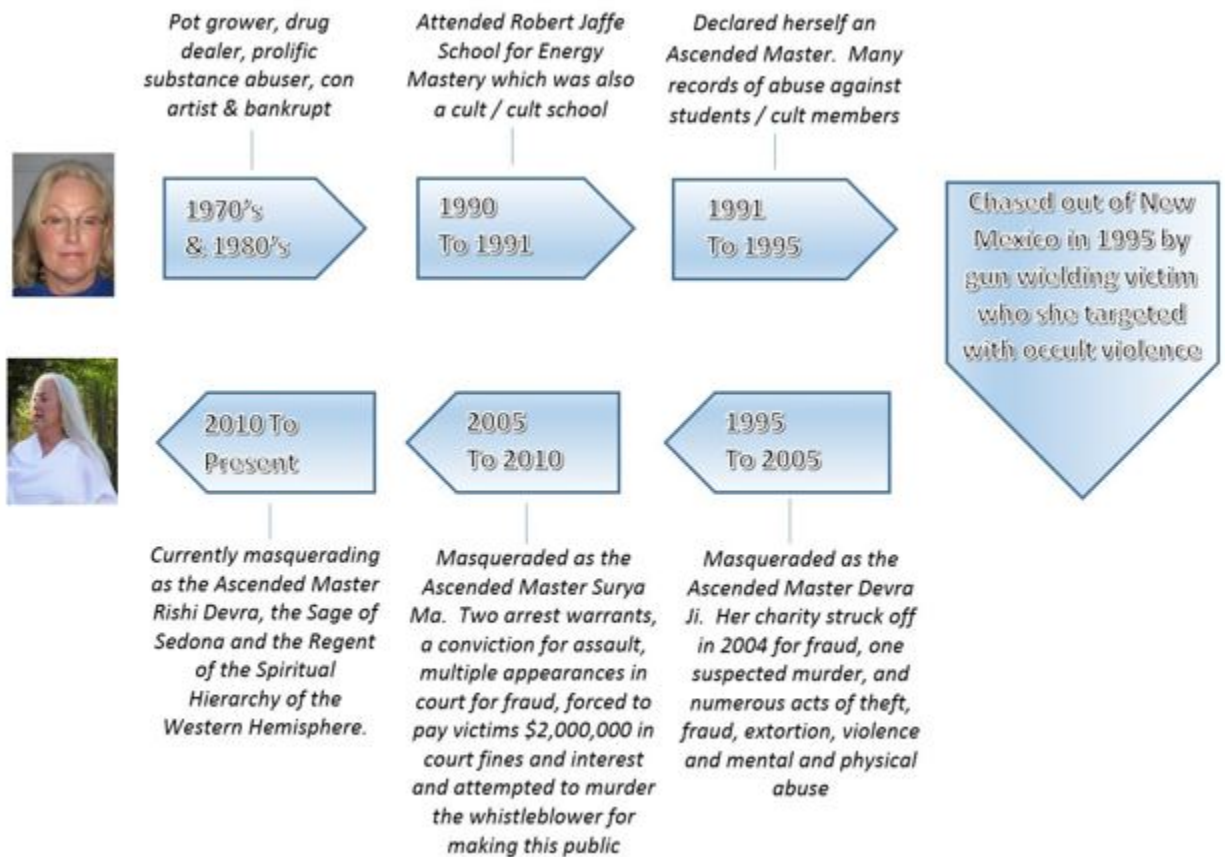 Pot grower, drug
dealer, prolific
substance abuser, con
artist & bankrupt
Attended Robert Jaffe
School for Energy
Mastery which was also
a cult / cult school
Declared herself an
Ascended Master.  Many
records of abuse against
students / cult members
1970's
& 1980's
1990
To 1991
1991
To 1995
Chased out of New
Mexico in 1995 by
gun wielding victim
who she targeted
with occult violence
2010 To
Present
2005
To 2010
1995
To 2005
Currently masquerading
as the Ascended Master
Rishi Devra, the Sage of
Sedona and the Regent
of the Spiritual
Hierarchy of the
Western Hemisphere.
Masqueraded as the
Ascended Master Surya
Ma.  Two arrest warrants,
a conviction for assault,
multiple appearances in
court for fraud, forced to
pay victims $2,000,000 in
court fines and interest
and attempted to murder
the whistleblower for
making this public
Masqueraded as the
Ascended Master Devra
Ji.  Her charity struck off
in 2004 for fraud, one
suspected murder, and
numerous acts of theft,
fraud, extortion, violence
and mental and physical
abuse